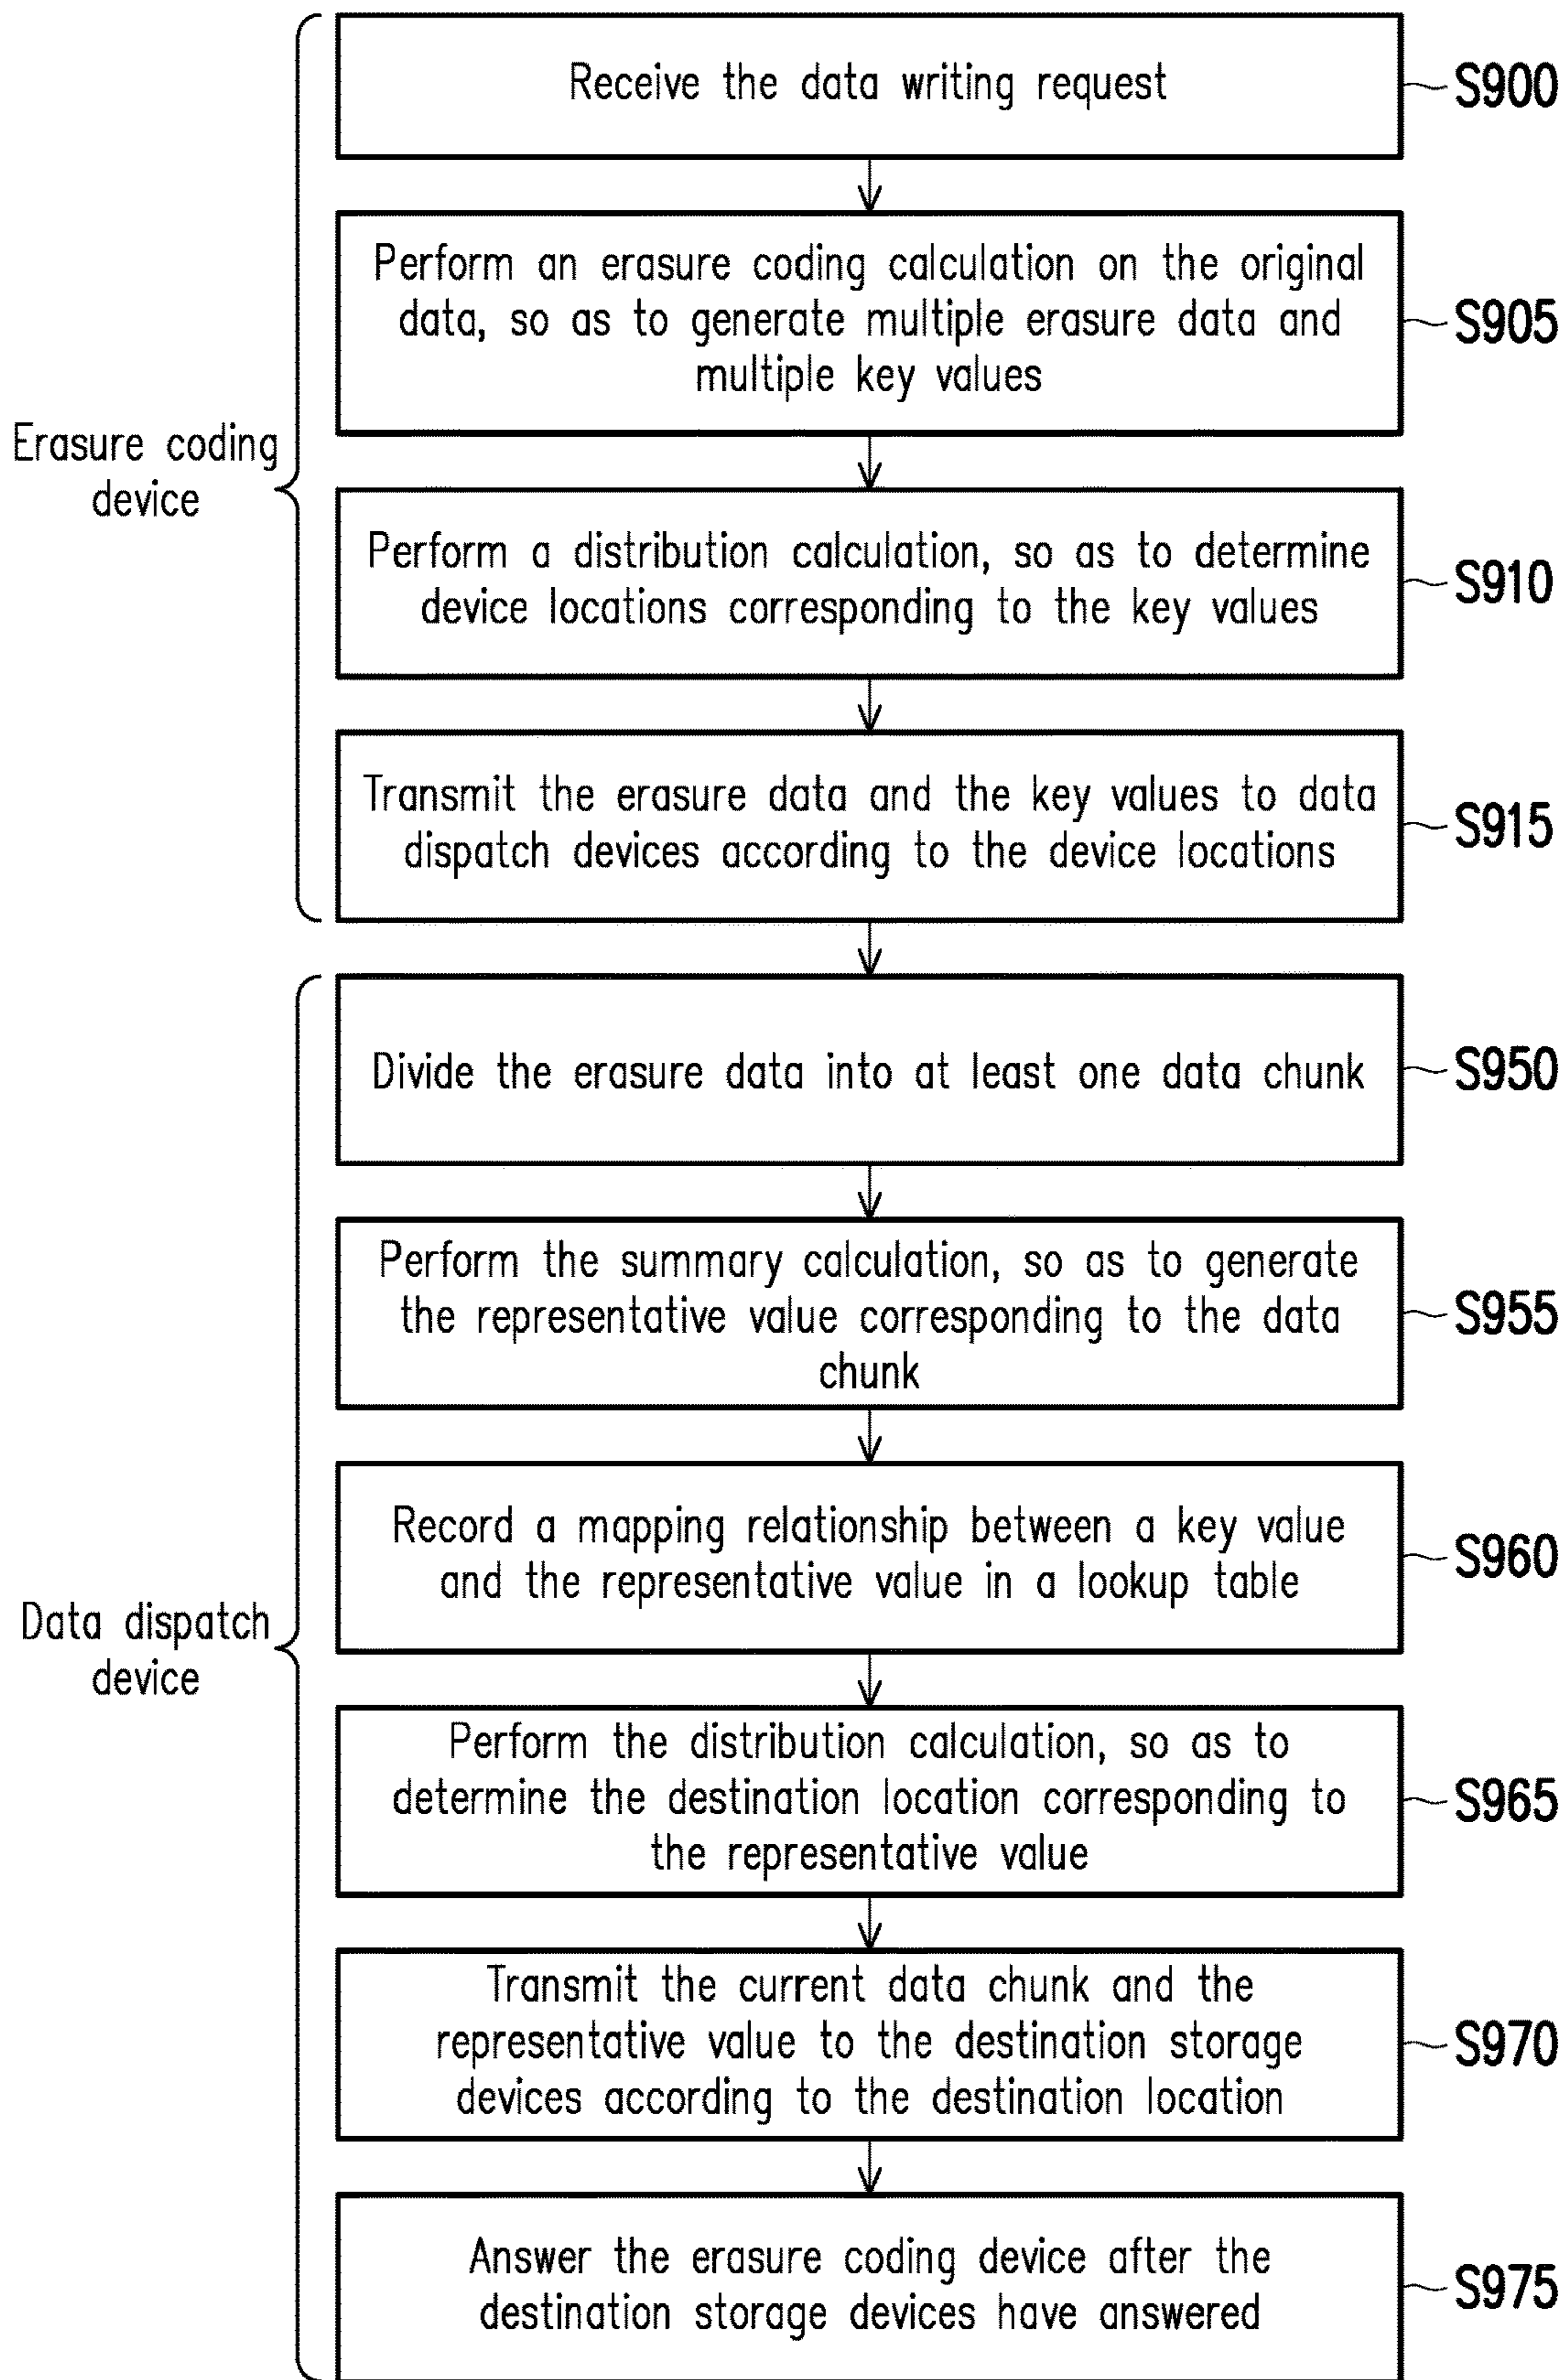 Receive the data writing request
S900
Perform an erasure coding calculation on the original
data, so as to generate multiple erasure data and
multiple key values
S905
Erasure coding
device
Perform a distribution calculation, so as to determine
device locations corresponding to the key values
S910
Transmit the erasure data and the key values to data
dispatch devices according to the device locations
S915
Divide the erasure data into at least one data chunk
S950
Perform the summary calculation, so as to generate
the representative value corresponding to the data
chunk
S955
Record a mapping relationship between a key value
and the representative value in a lookup table
S960
Data dispatch
device
Perform the distribution calculation, so as to
determine the destination location corresponding to
the representative value
S965
Transmit the current data chunk and the
representative value to the destination storage
devices according to the destination location
S970
Answer the erasure coding device after the
destination storage devices have answered
S975